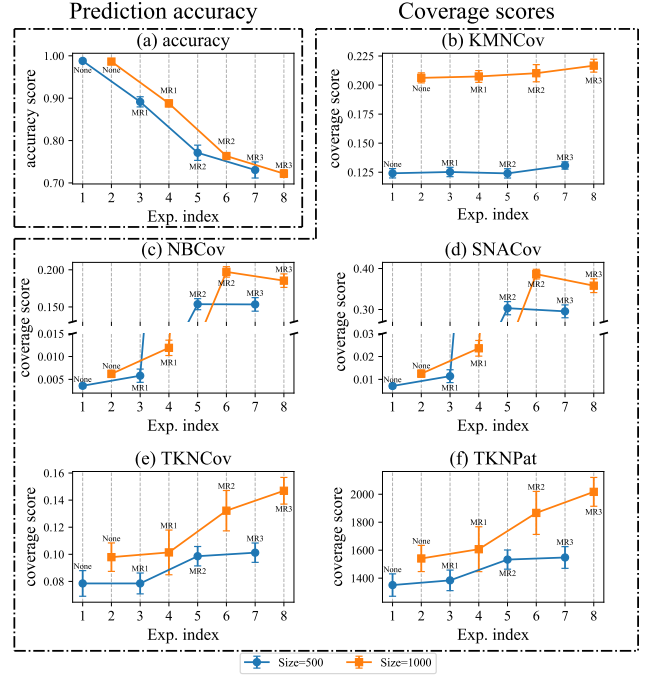 Prediction accuracy
Coverage scores
(a) accuracy
accuracy score
1.00
0.90
0.80
0.70
None
None
MR1
MR1
MR2
MR2
MR3
MR3
1 2 3 4 5 6 7 8
Exp. index
(b) KMNCov
coverage score
0.225
0.200
0.175
0.150
0.125
None
None
MR1
MR1
MR2
MR2
MR3
MR3
1 2 3 4 5 6 7 8
Exp. index
(c) NBCov
coverage score
0.200
0.150
0.015
0.010
0.005
None
None
MR1
MR1
MR2
MR2
MR3
MR3
1 2 3 4 5 6 7 8
Exp. index
(d) SNACov
coverage score
0.40
0.30
0.03
0.02
0.01
None
None
MR1
MR1
MR2
MR2
MR3
MR3
1 2 3 4 5 6 7 8
Exp. index
(e) TKNCov
coverage score
0.16
0.14
0.12
0.10
0.08
None
None
MR1
MR1
MR2
MR2
MR3
MR3
1 2 3 4 5 6 7 8
Exp. index
(f) TKNPat
coverage score
2000
1800
1600
1400
None
None
MR1
MR1
MR2
MR2
MR3
MR3
1 2 3 4 5 6 7 8
Exp. index
Size=500
Size=1000